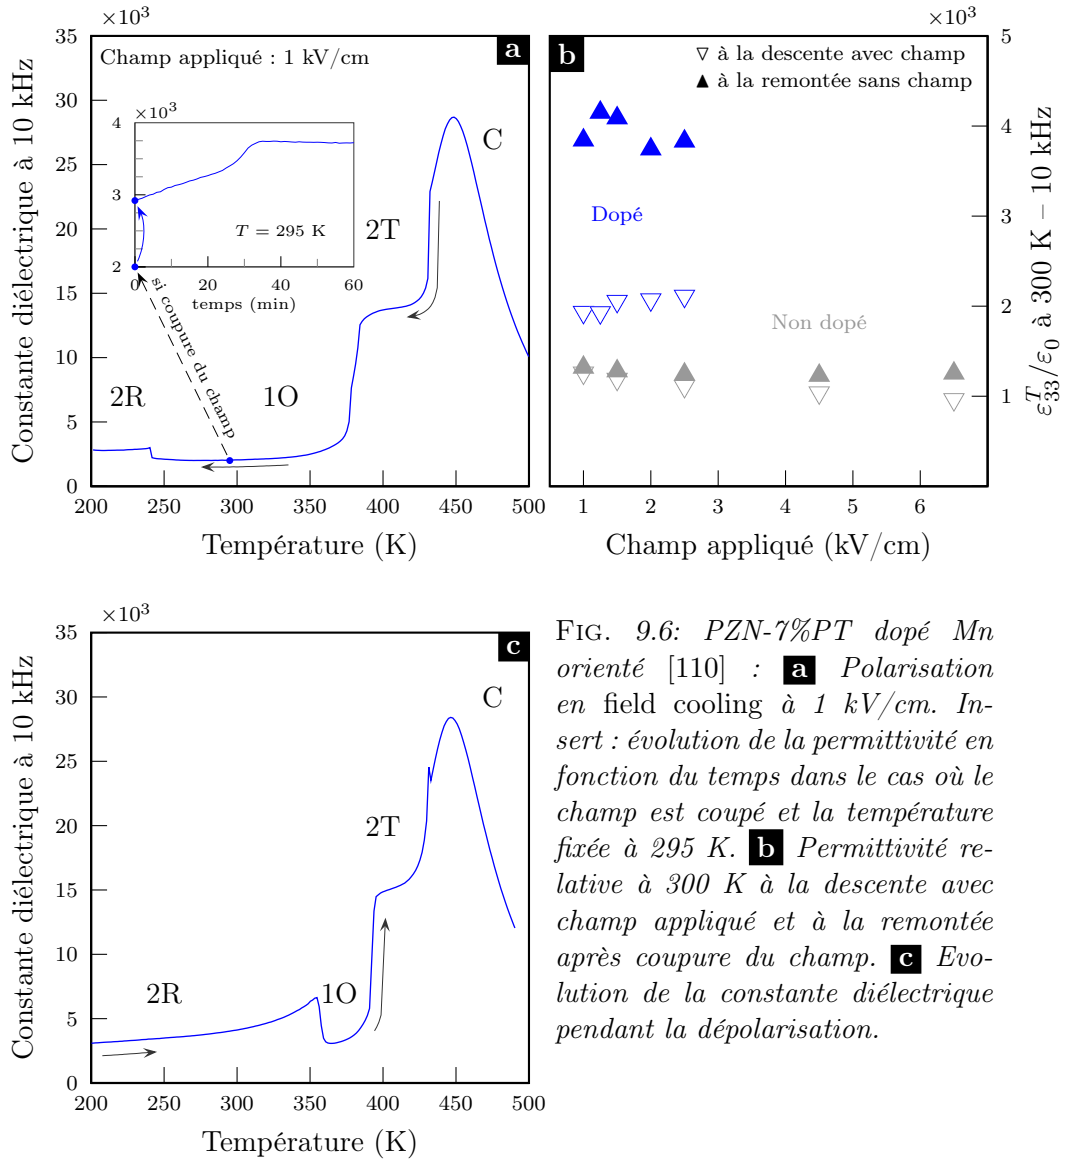 ×10³
35
30
25
20
15
10
5
0
200
250
300
350
400
450
500
Constante diélectrique à 10 kHz
Température (K)
Champ appliqué : 1 kV/cm
a
C
2T
1O
2R
×10³
4
3
2
0
20
40
60
T = 295 K
temps (min)
si coupure du champ
×10³
b
▽ à la descente avec champ
▲ à la remontée sans champ
Dopé
Non dopé
5
4
3
2
1
1
2
3
4
5
6
Champ appliqué (kV/cm)
ε₃₃ᵀ/ε₀ à 300 K − 10 kHz
×10³
35
30
25
20
15
10
5
0
200
250
300
350
400
450
500
Constante diélectrique à 10 kHz
Température (K)
c
C
2T
1O
2R
FIG. 9.6: PZN-7%PT dopé Mn
orienté [110] : a Polarisation
en field cooling à 1 kV/cm. In-
sert : évolution de la permittivité en
fonction du temps dans le cas où le
champ est coupé et la température
fixée à 295 K. b Permittivité re-
lative à 300 K à la descente avec
champ appliqué et à la remontée
après coupure du champ. c Evo-
lution de la constante diélectrique
pendant la dépolarisation.